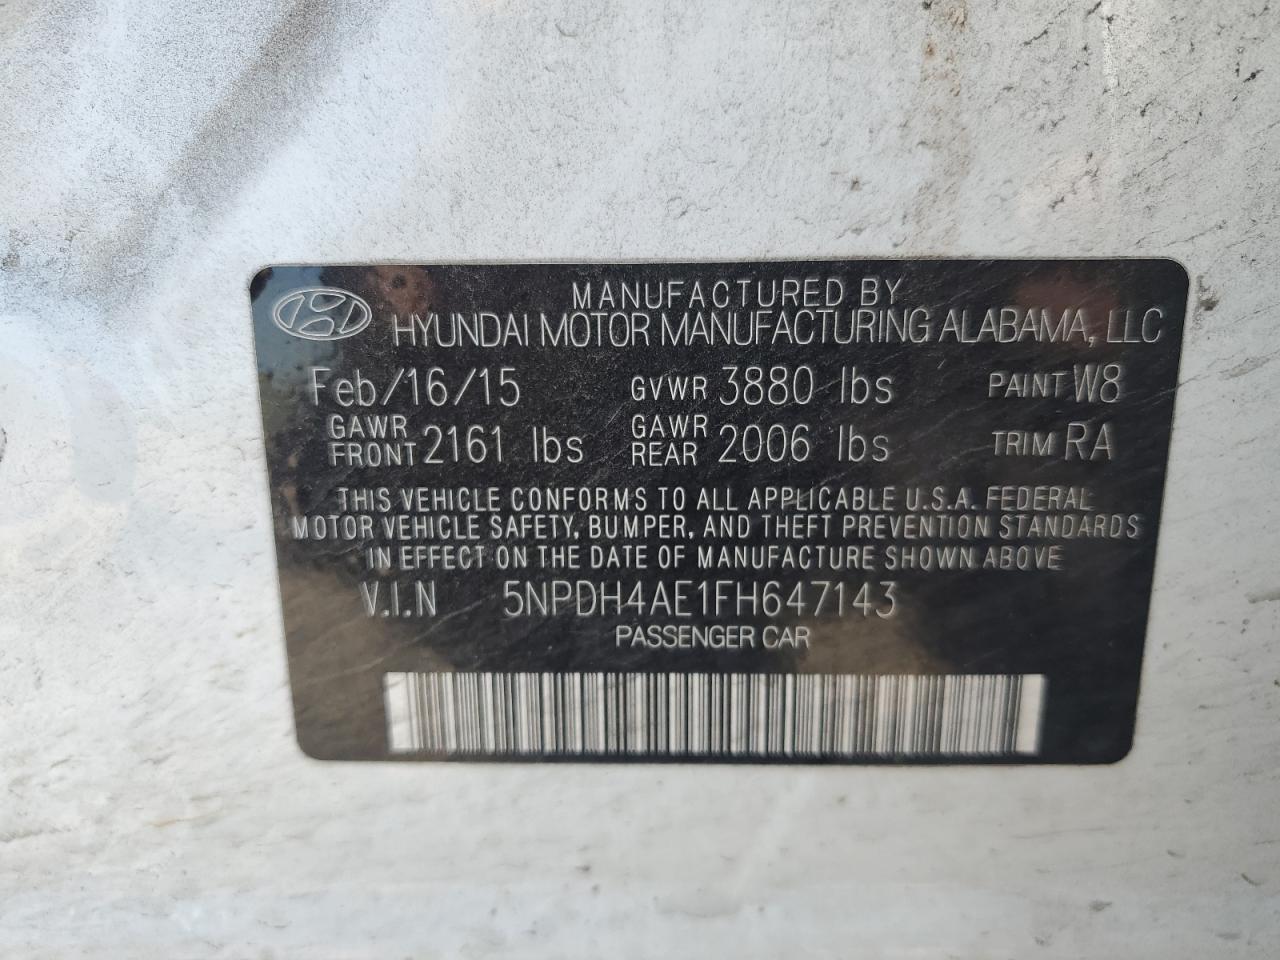 MANUFACTURED BY
HYUNDAI MOTOR MANUFACTURING ALABAMA, LLC
Feb/16/15 GVWR 3880 lbs PAINT W8
GAWR FRONT 2161 lbs GAWR REAR 2006 lbs TRIM RA
THIS VEHICLE CONFORMS TO ALL APPLICABLE U.S.A. FEDERAL
MOTOR VEHICLE SAFETY, BUMPER, AND THEFT PREVENTION STANDARDS
IN EFFECT ON THE DATE OF MANUFACTURE SHOWN ABOVE
V.I.N 5NPDH4AE1FH647143
PASSENGER CAR